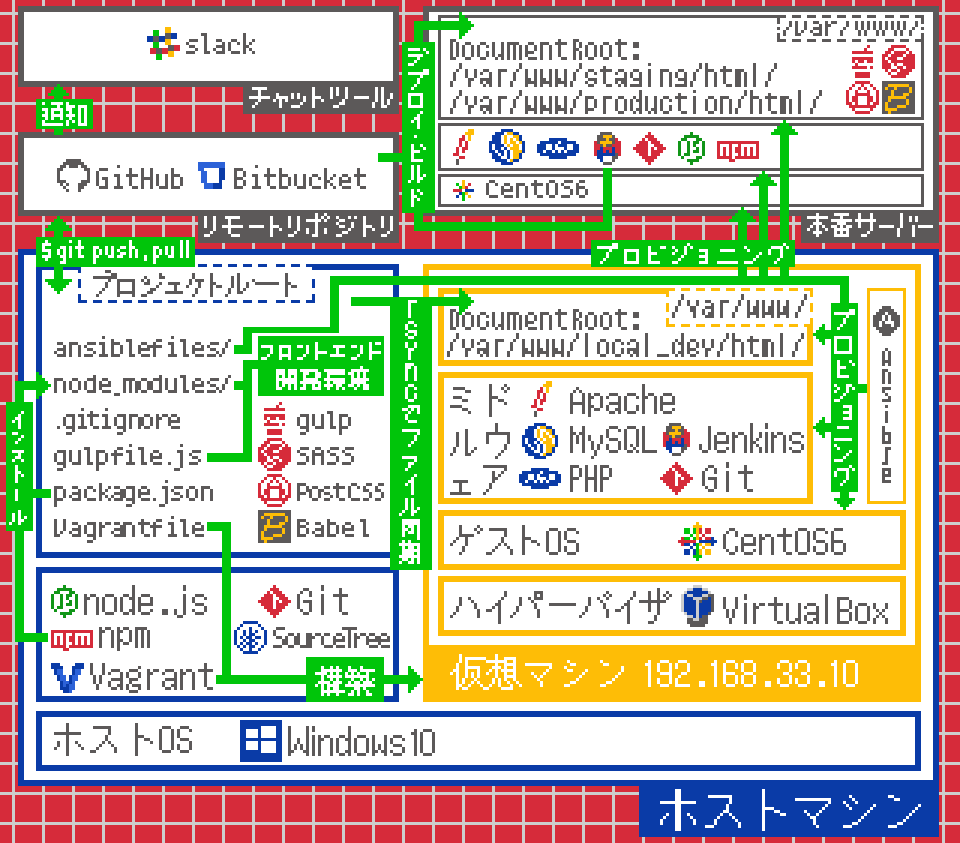 slack
チャットツール
通知
GitHub
Bitbucket
リモートリポジトリ
$git push,pull
デプロイ・ビルド
/var/www/
DocumentRoot:
/var/www/staging/html/
/var/www/production/html/
npm
CentOS6
本番サーバー
プロビジョニング
プロジェクトルート
ansiblefiles/
node_modules/
.gitignore
gulpfile.js
package.json
Vagrantfile
インストール
フロントエンド
開発環境
gulp
SASS
PostCSS
Babel
rsyncでファイル同期
/var/www/
DocumentRoot:
/var/www/local_dev/html/
プロビジョニング
Ansibre
ミドルウェア
Apache
MySQL
Jenkins
PHP
Git
ゲストOS
CentOS6
ハイパーバイザ
VirtualBox
仮想マシン 192.168.33.10
node.js
Git
npm
npm
SourceTree
Vagrant
構築
ホストOS
Windows10
ホストマシン